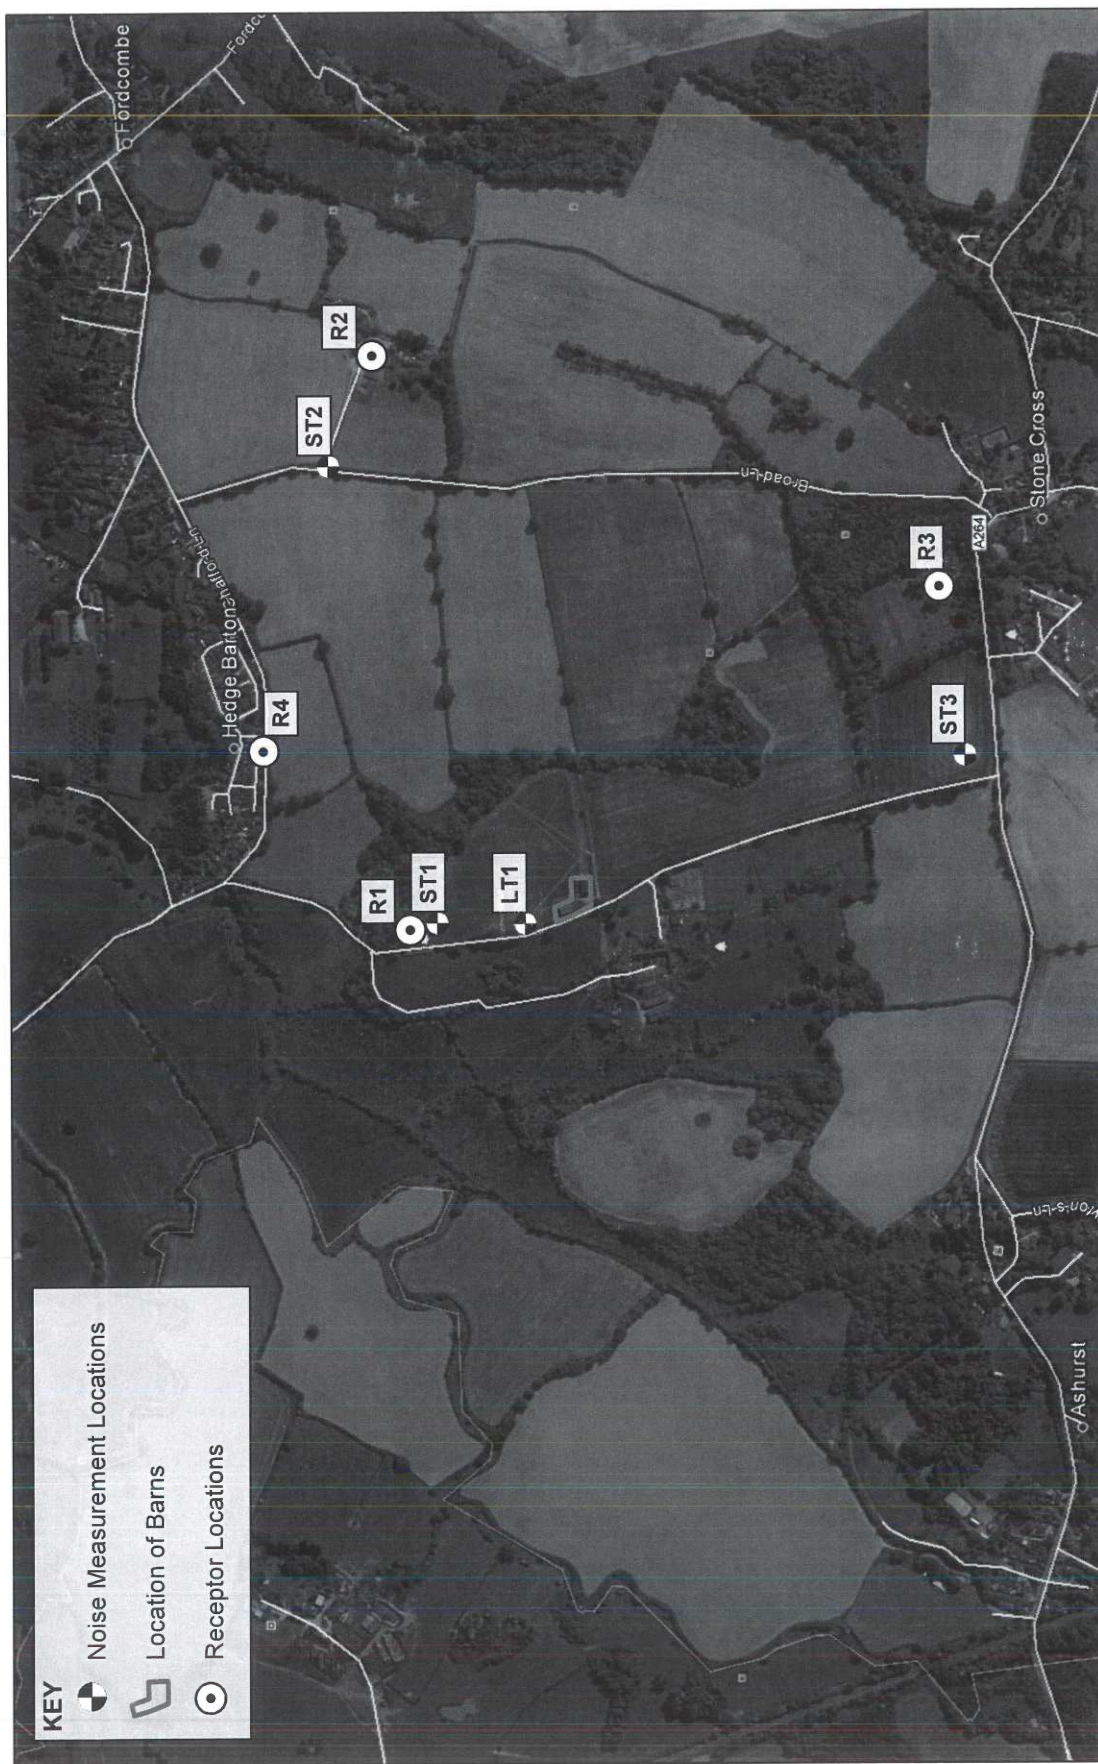 KEY
Noise Measurement Locations
Location of Barns
Receptor Locations
Fordcombe
Hedge Barton
R4
R1
ST1
LT1
ST2
R2
Broad-Ln
R3
ST3
A264
Stone Cross
Ashurst